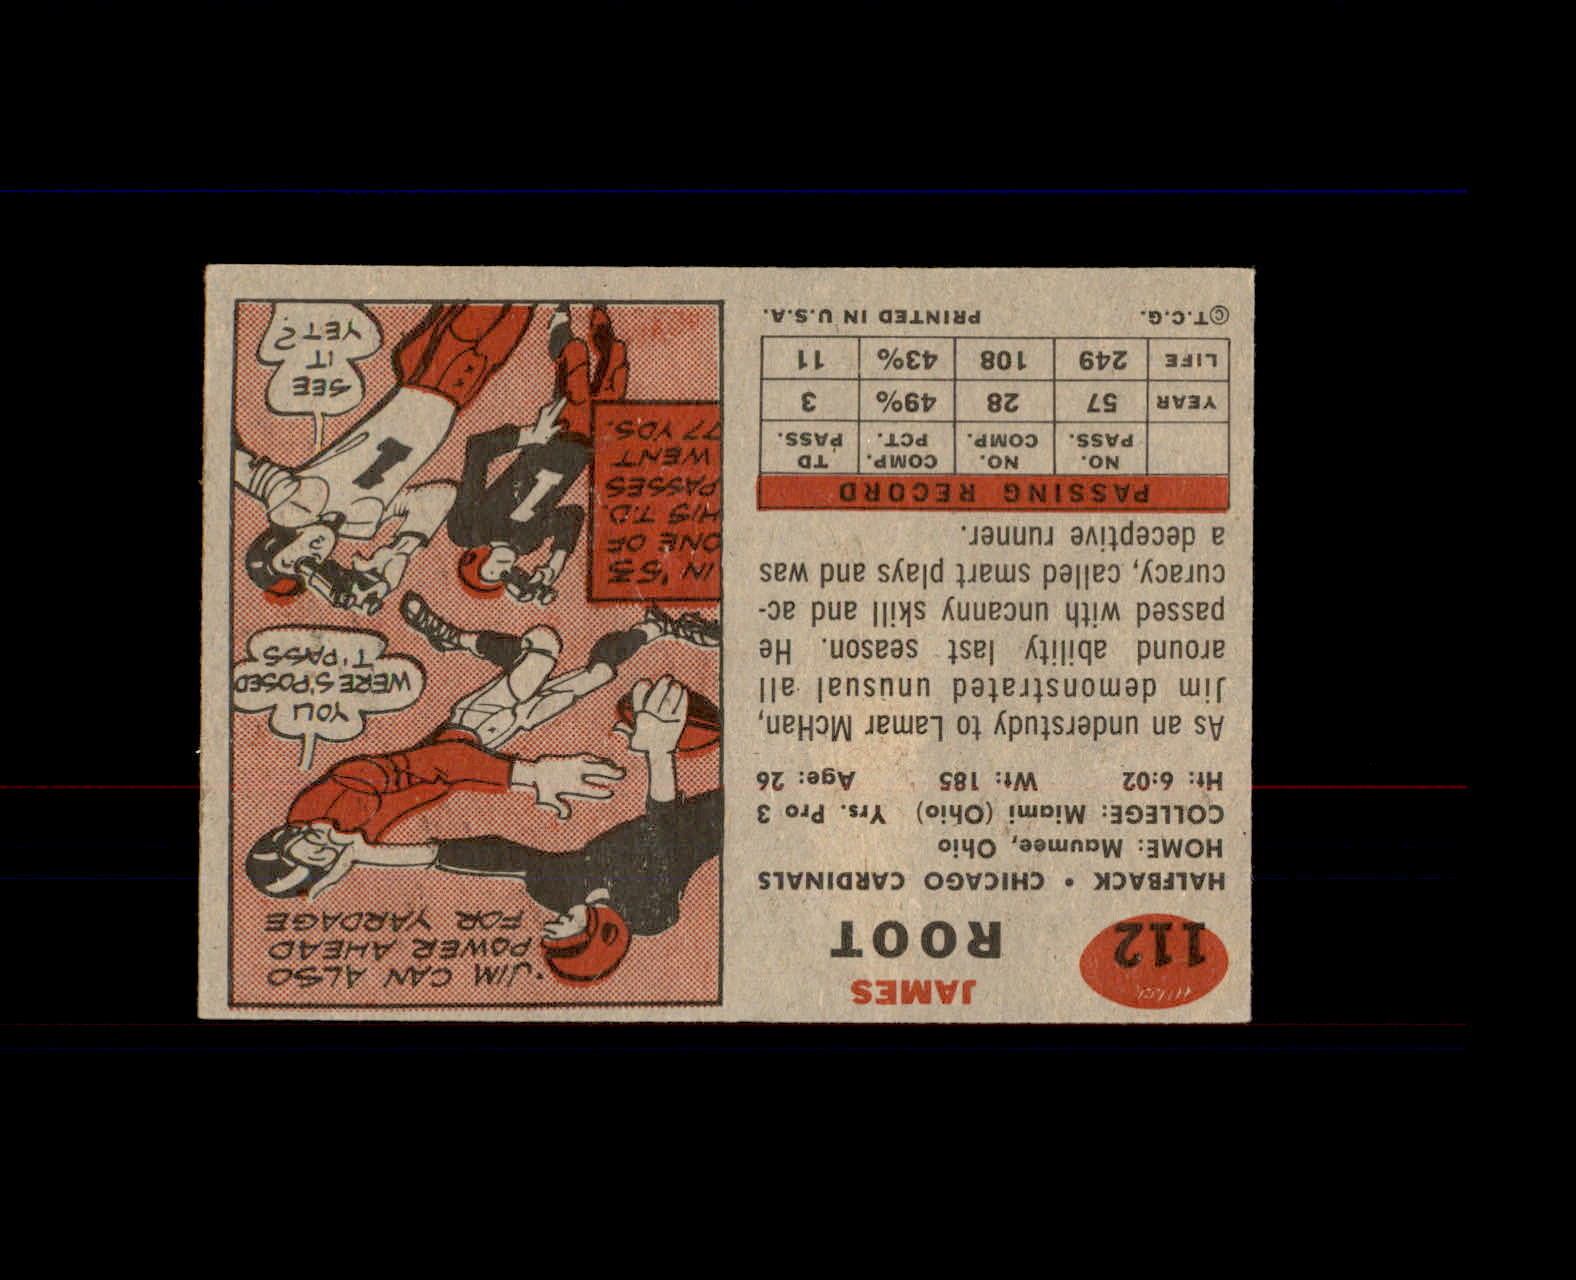 112
JAMES
ROOT
HALFBACK • CHICAGO CARDINALS
HOME: Maumee, Ohio
COLLEGE: Miami (Ohio) Yrs. Pro 3
Ht: 6:02 Wt: 185 Age: 26
As an understudy to Lamar McHan,
Jim demonstrated unusual all
around ability last season. He
passed with uncanny skill and ac-
curacy, called smart plays and was
a deceptive runner.
PASSING RECORD
NO. PASS. NO. COMP. COMP. PCT. TD PASS.
YEAR 57 28 49% 3
LIFE 249 108 43% 11
©T.C.G. PRINTED IN U.S.A.
JIM CAN ALSO
POWER AHEAD
FOR YARDAGE
YOU
WERE S'POSED
T' PASS
IN '53
ONE OF
HIS T.D.
PASSES
WENT
77 YDS.
1
1
SEE
IT
YET?